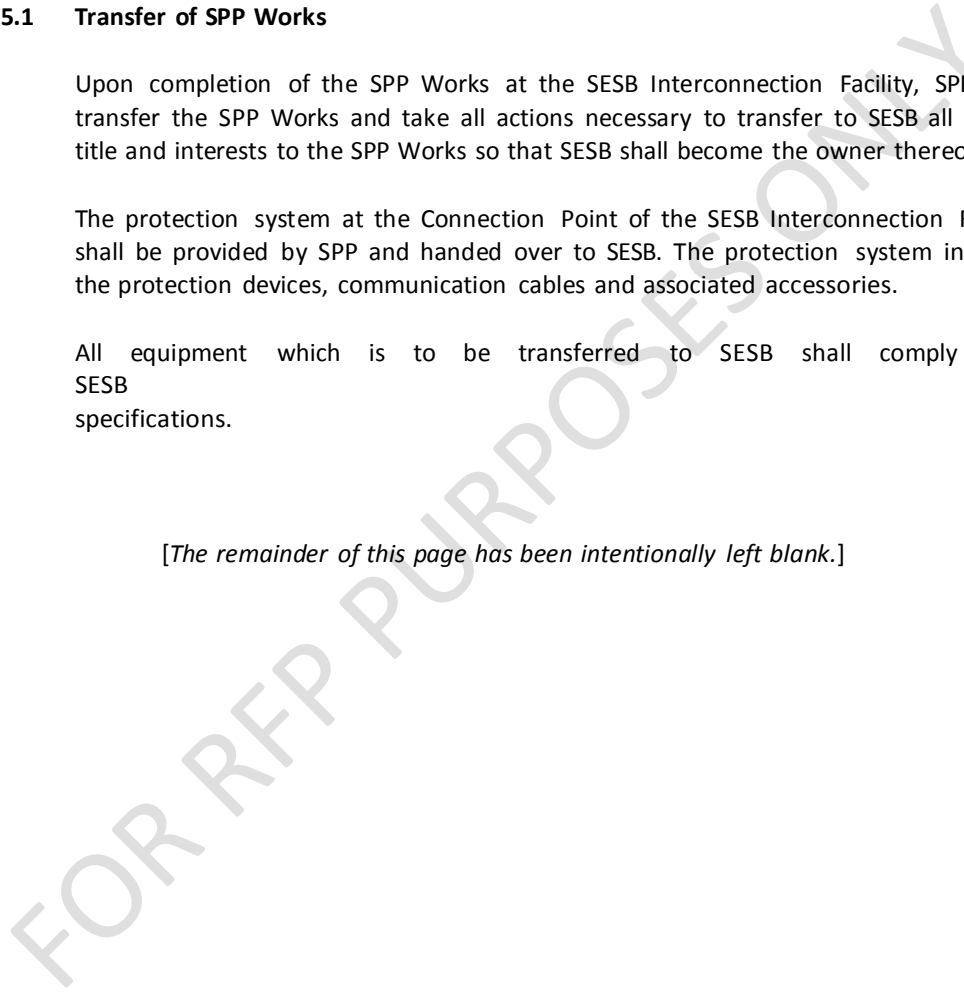 5.1 Transfer of SPP Works
Upon completion of the SPP Works at the SESB Interconnection Facility,
transfer the SPP Works and take all actions necessary to transfer to SESB all
title and interests to the SPP Works so that SESB shall become the owner
The protection system at the Connection Point of the SESB Interconnection
shall be provided by SPP and handed over to SESB. The protection system
the protection devices, communication cables and associated accessories.
All equipment which is to be transferred to SESB shall comply
SESB
specifications.
[The remainder of this page has been intentionally left blank.]
FOR RFP PURPOSES ONLY